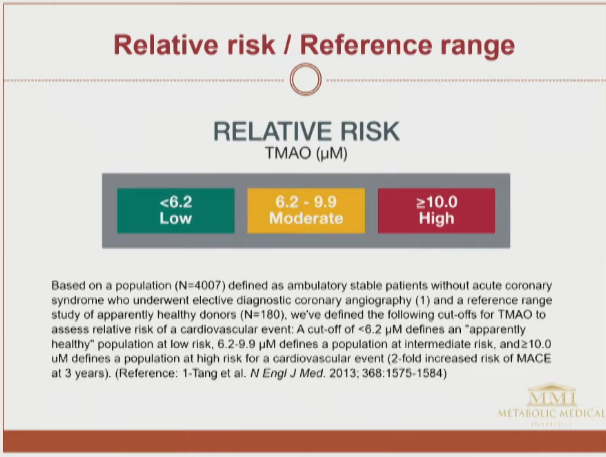 Relative risk / Reference range
RELATIVE RISK
TMAO (µM)
<6.2
Low
6.2 - 9.9
Moderate
≥10.0
High
Based on a population (N=4007) defined as ambulatory stable patients without acute coronary
syndrome who underwent elective diagnostic coronary angiography (1) and a reference range
study of apparently healthy donors (N=180), we've defined the following cut-offs for TMAO to
assess relative risk of a cardiovascular event: A cut-off of <6.2 µM defines an "apparently
healthy" population at low risk, 6.2-9.9 µM defines a population at intermediate risk, and≥10.0
uM defines a population at high risk for a cardiovascular event (2-fold increased risk of MACE
at 3 years). (Reference: 1-Tang et al. N Engl J Med. 2013; 368:1575-1584)
MMI
METABOLIC MEDICAL